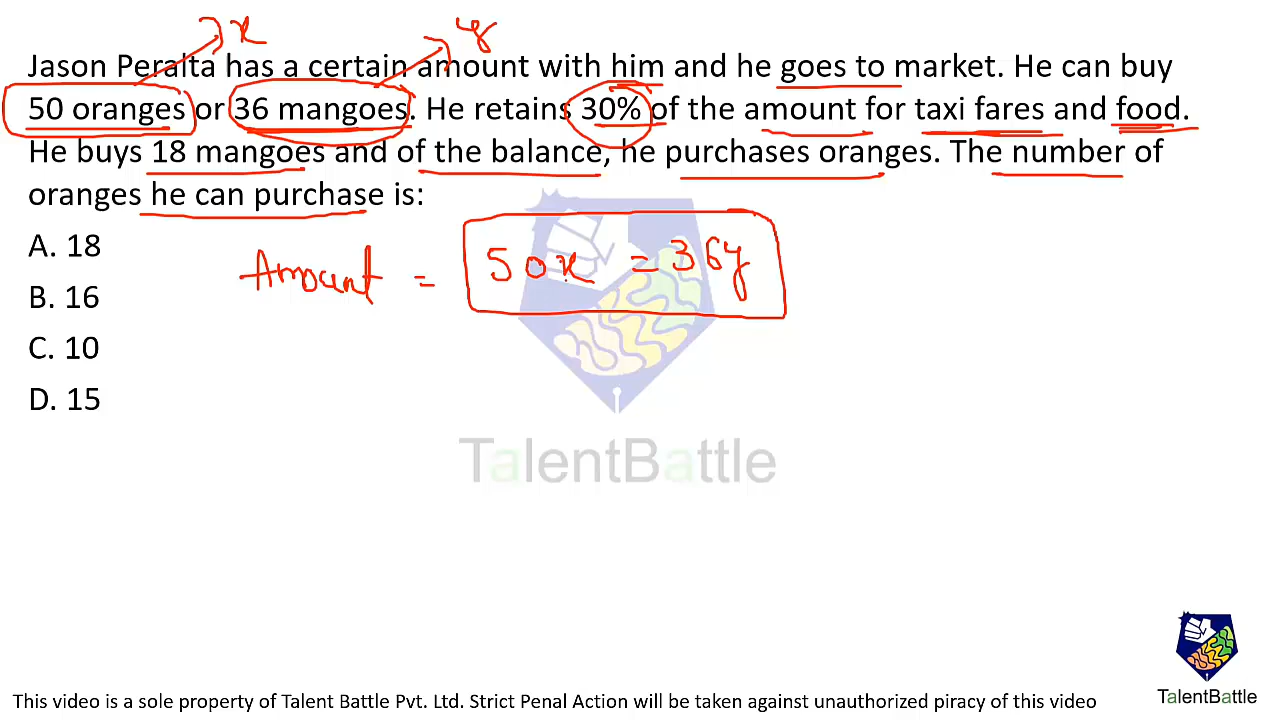 x y
Jason Peralta has a certain amount with him and he goes to market. He can buy
50 oranges or 36 mangoes. He retains 30% of the amount for taxi fares and food.
He buys 18 mangoes and of the balance, he purchases oranges. The number of
oranges he can purchase is:
A. 18
Amount = 50x = 36y
B. 16
C. 10
D. 15
TalentBattle
TalentBattle
This video is a sole property of Talent Battle Pvt. Ltd. Strict Penal Action will be taken against unauthorized piracy of this video